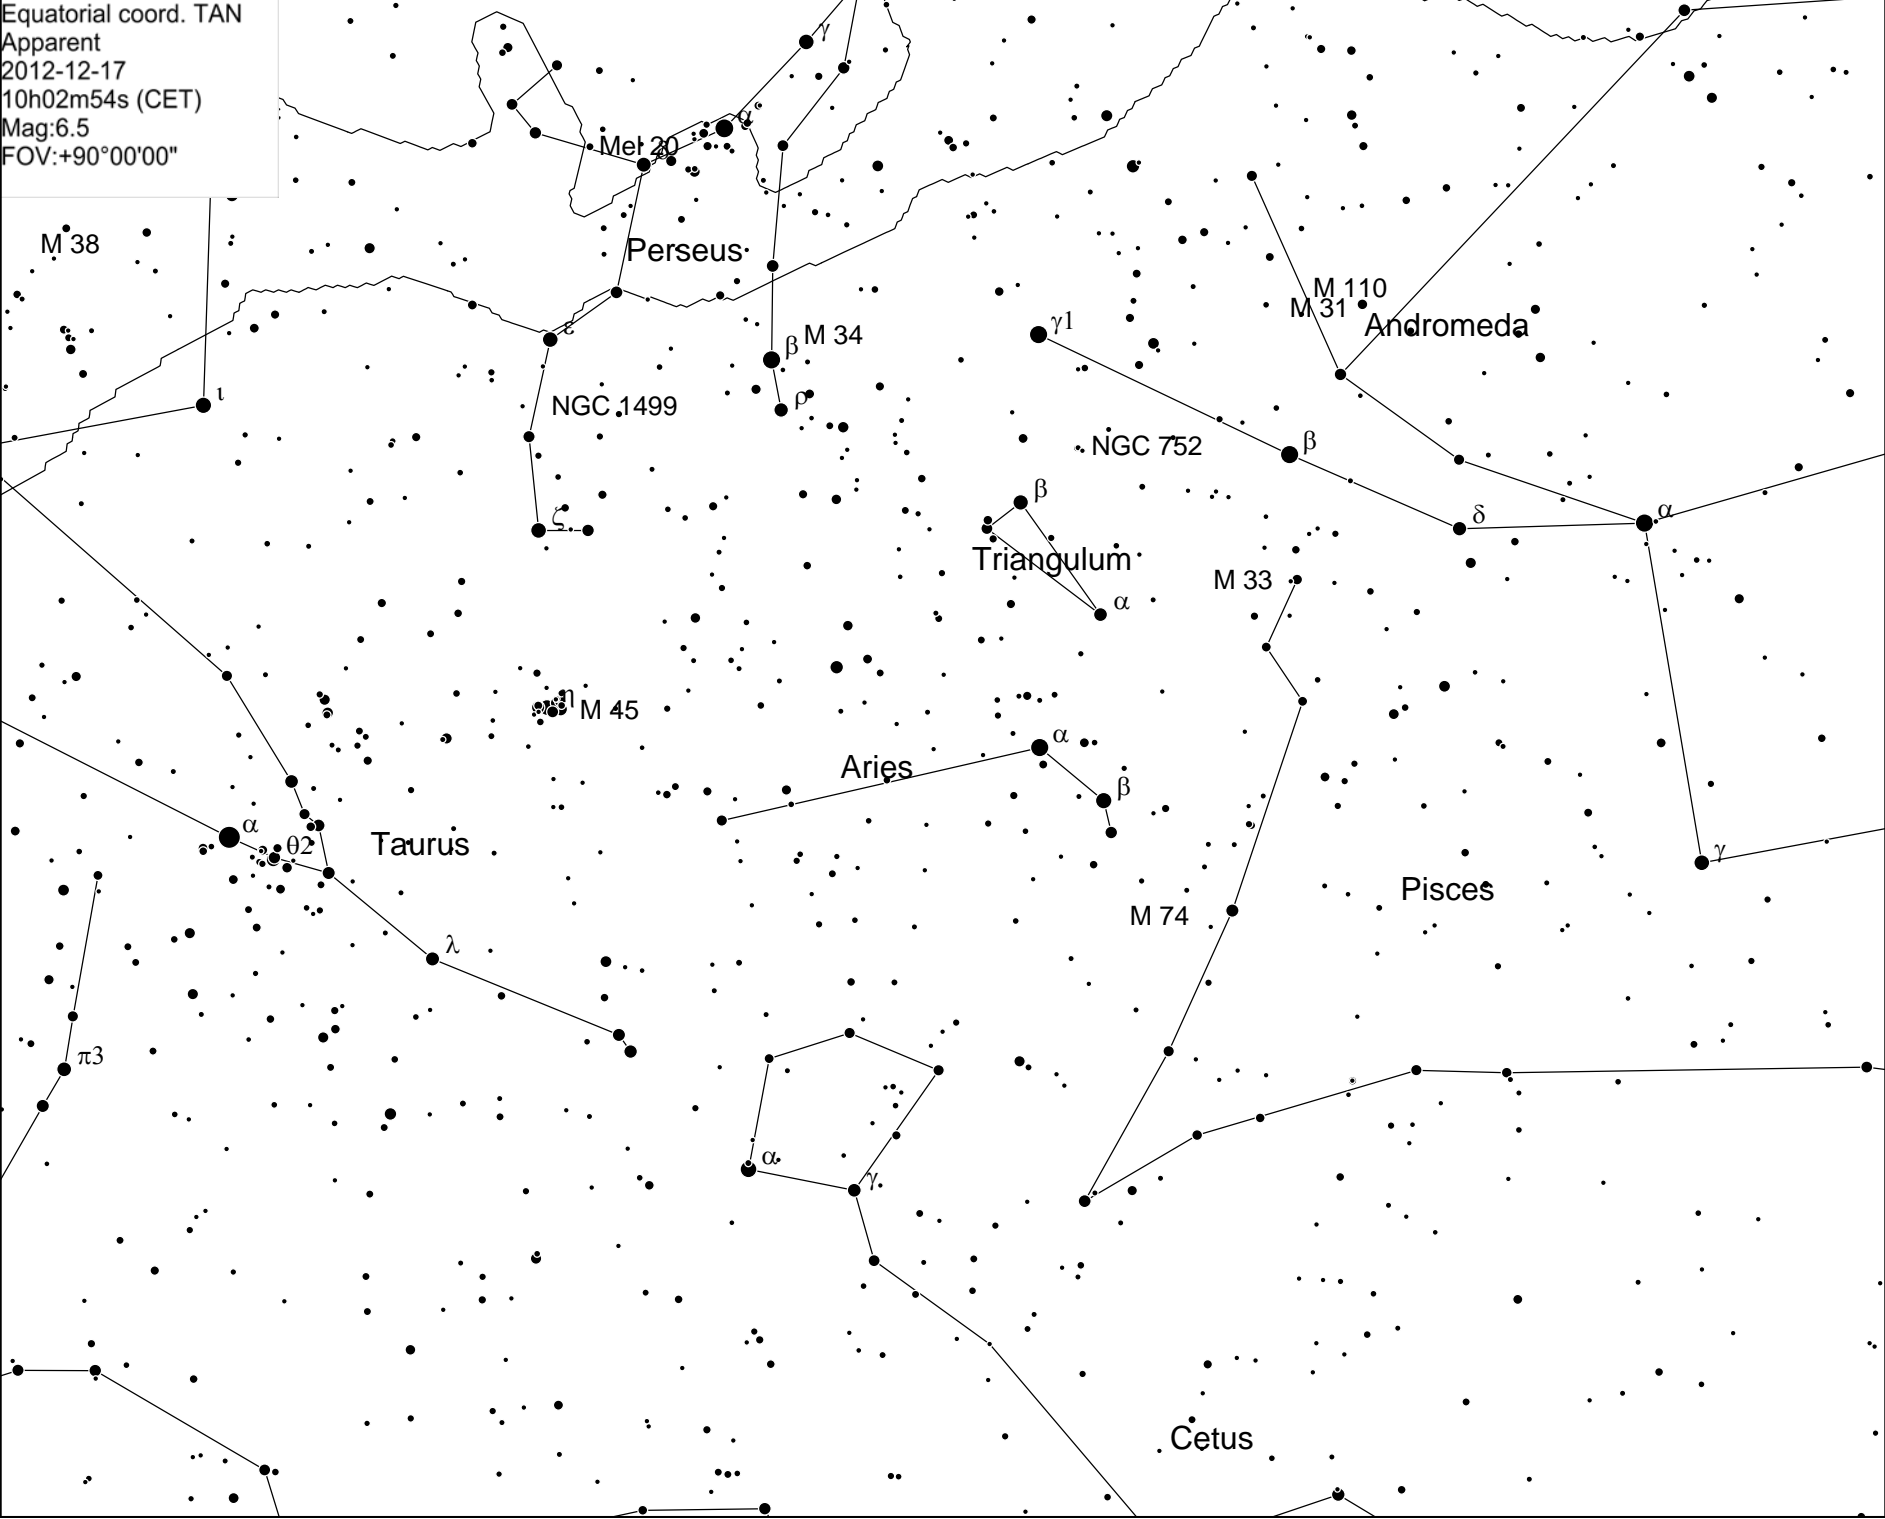 Equatorial coord. TAN
Apparent
2012-12-17
10h02m54s (CET)
Mag:6.5
FOV:+90°00'00"
γ
α
Mel 20
δ
M 38
Perseus
M 110
M 31
Andromeda
ε
γ1
β
M 34
ι
ρ
NGC 1499
β
NGC 752
β
ζ
δ
α
Triangulum
M 33
α
η
M 45
α
Aries
β
α
θ2
Taurus
γ
Pisces
M 74
λ
π3
α
γ
Cetus